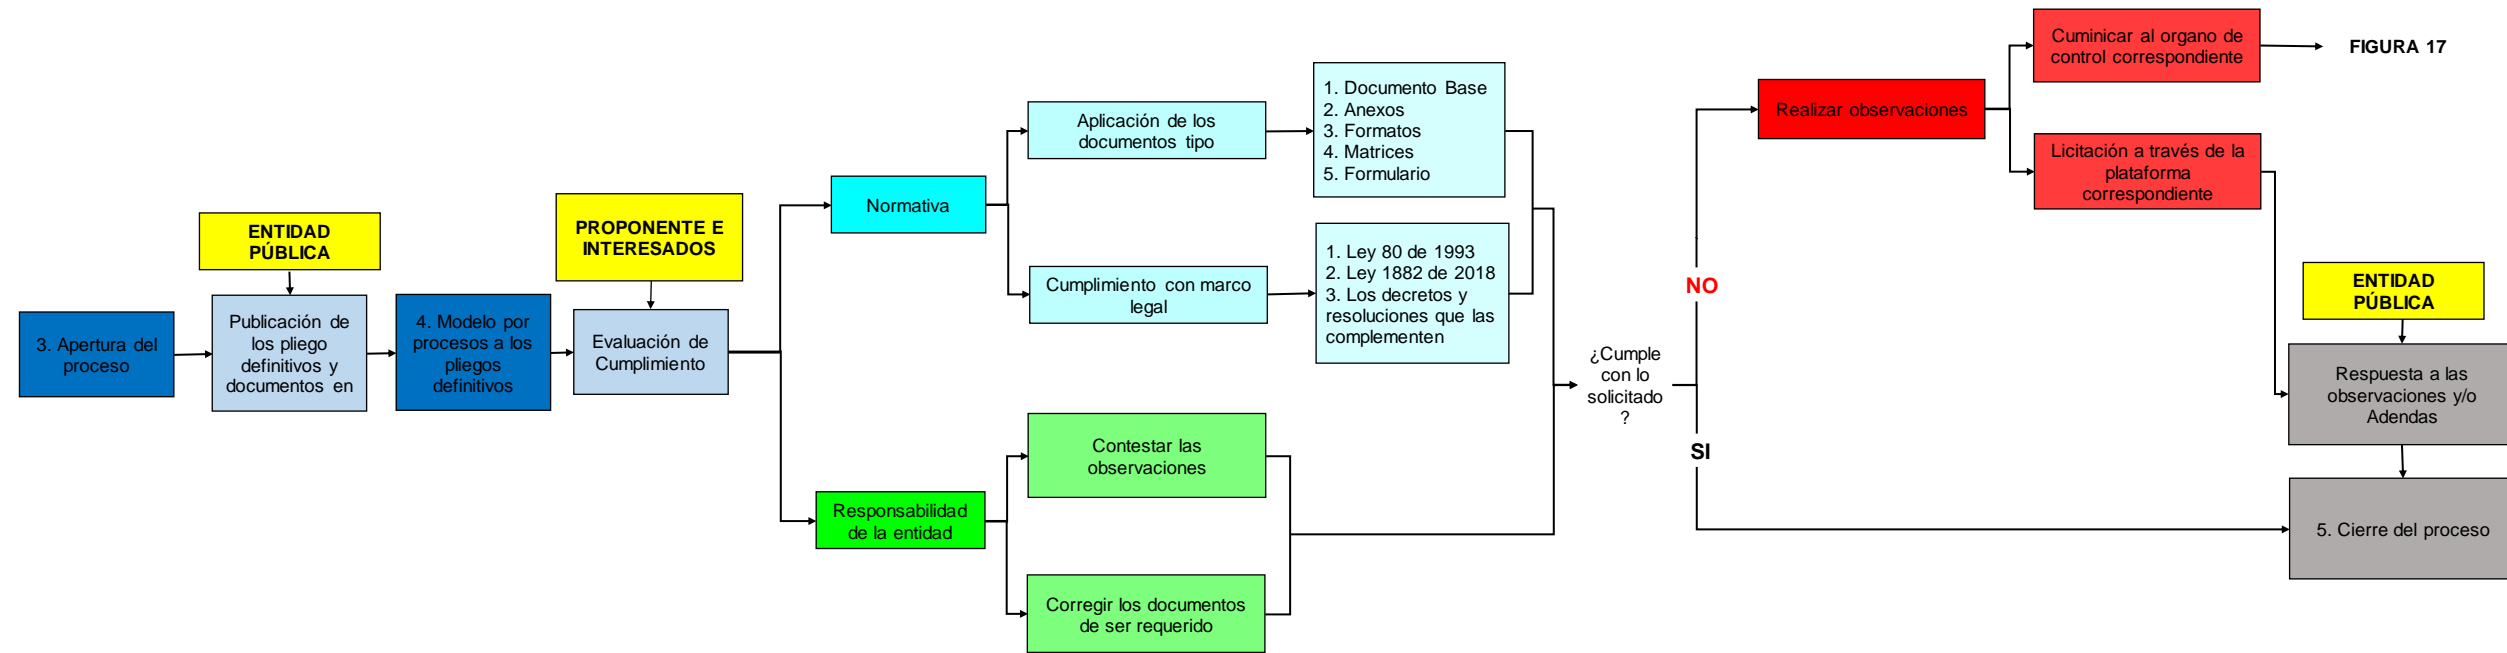 3. Apertura del
proceso
ENTIDAD
PÚBLICA
Publicación de
los pliego
definitivos y
documentos en
4. Modelo por
procesos a los
pliegos
definitivos
PROPONENTE E
INTERESADOS
Evaluación de
Cumplimiento
Normativa
Aplicación de los
documentos tipo
1. Documento Base
2. Anexos
3. Formatos
4. Matrices
5. Formulario
Cumplimiento con marco
legal
1. Ley 80 de 1993
2. Ley 1882 de 2018
3. Los decretos y
resoluciones que las
complementen
Responsabilidad
de la entidad
Contestar las
observaciones
Corregir los documentos
de ser requerido
¿Cumple
con lo
solicitado
?
NO
SI
Realizar observaciones
Cuminicar al organo de
control correspondiente
FIGURA 17
Licitación a través de la
plataforma
correspondiente
ENTIDAD
PÚBLICA
Respuesta a las
observaciones y/o
Adendas
5. Cierre del proceso